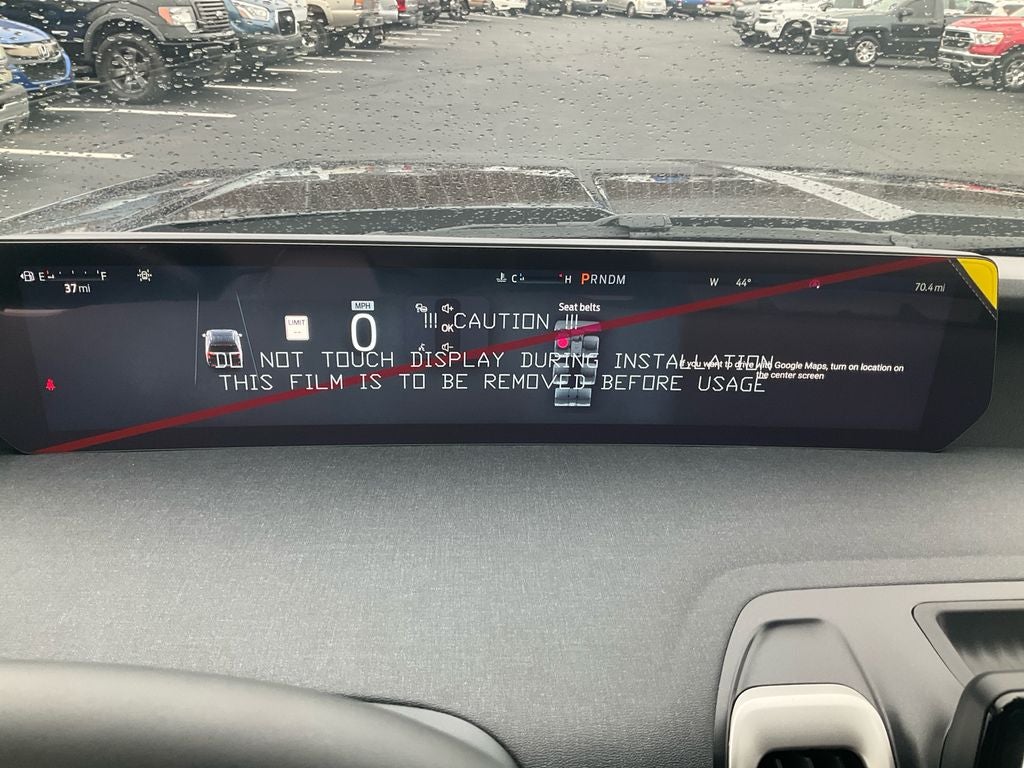 E F
37 mi
C H PRNDM
W 44°
70.4 mi
LIMIT
--
MPH
0
OK
Seat belts
!!! CAUTION !!!
DO NOT TOUCH DISPLAY DURING INSTALLATION
THIS FILM IS TO BE REMOVED BEFORE USAGE
If you want to drive with Google Maps, turn on location on
the center screen